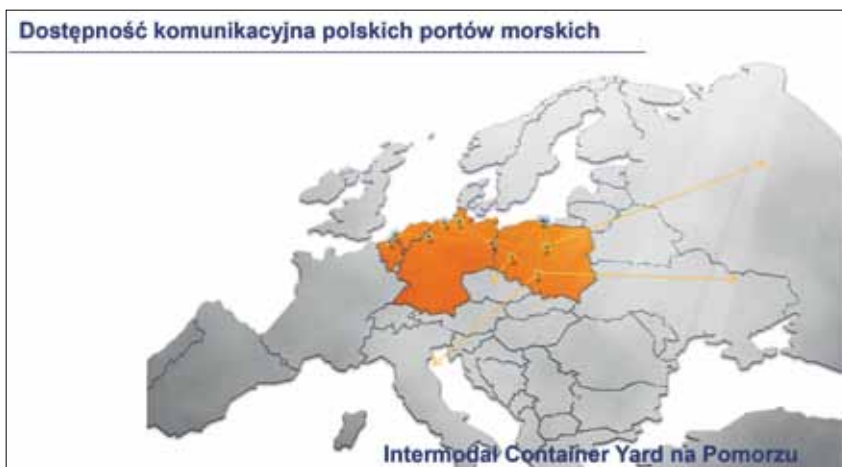 Dostępność komunikacyjna polskich portów morskich
Intermodal Container Yard na Pomorzu